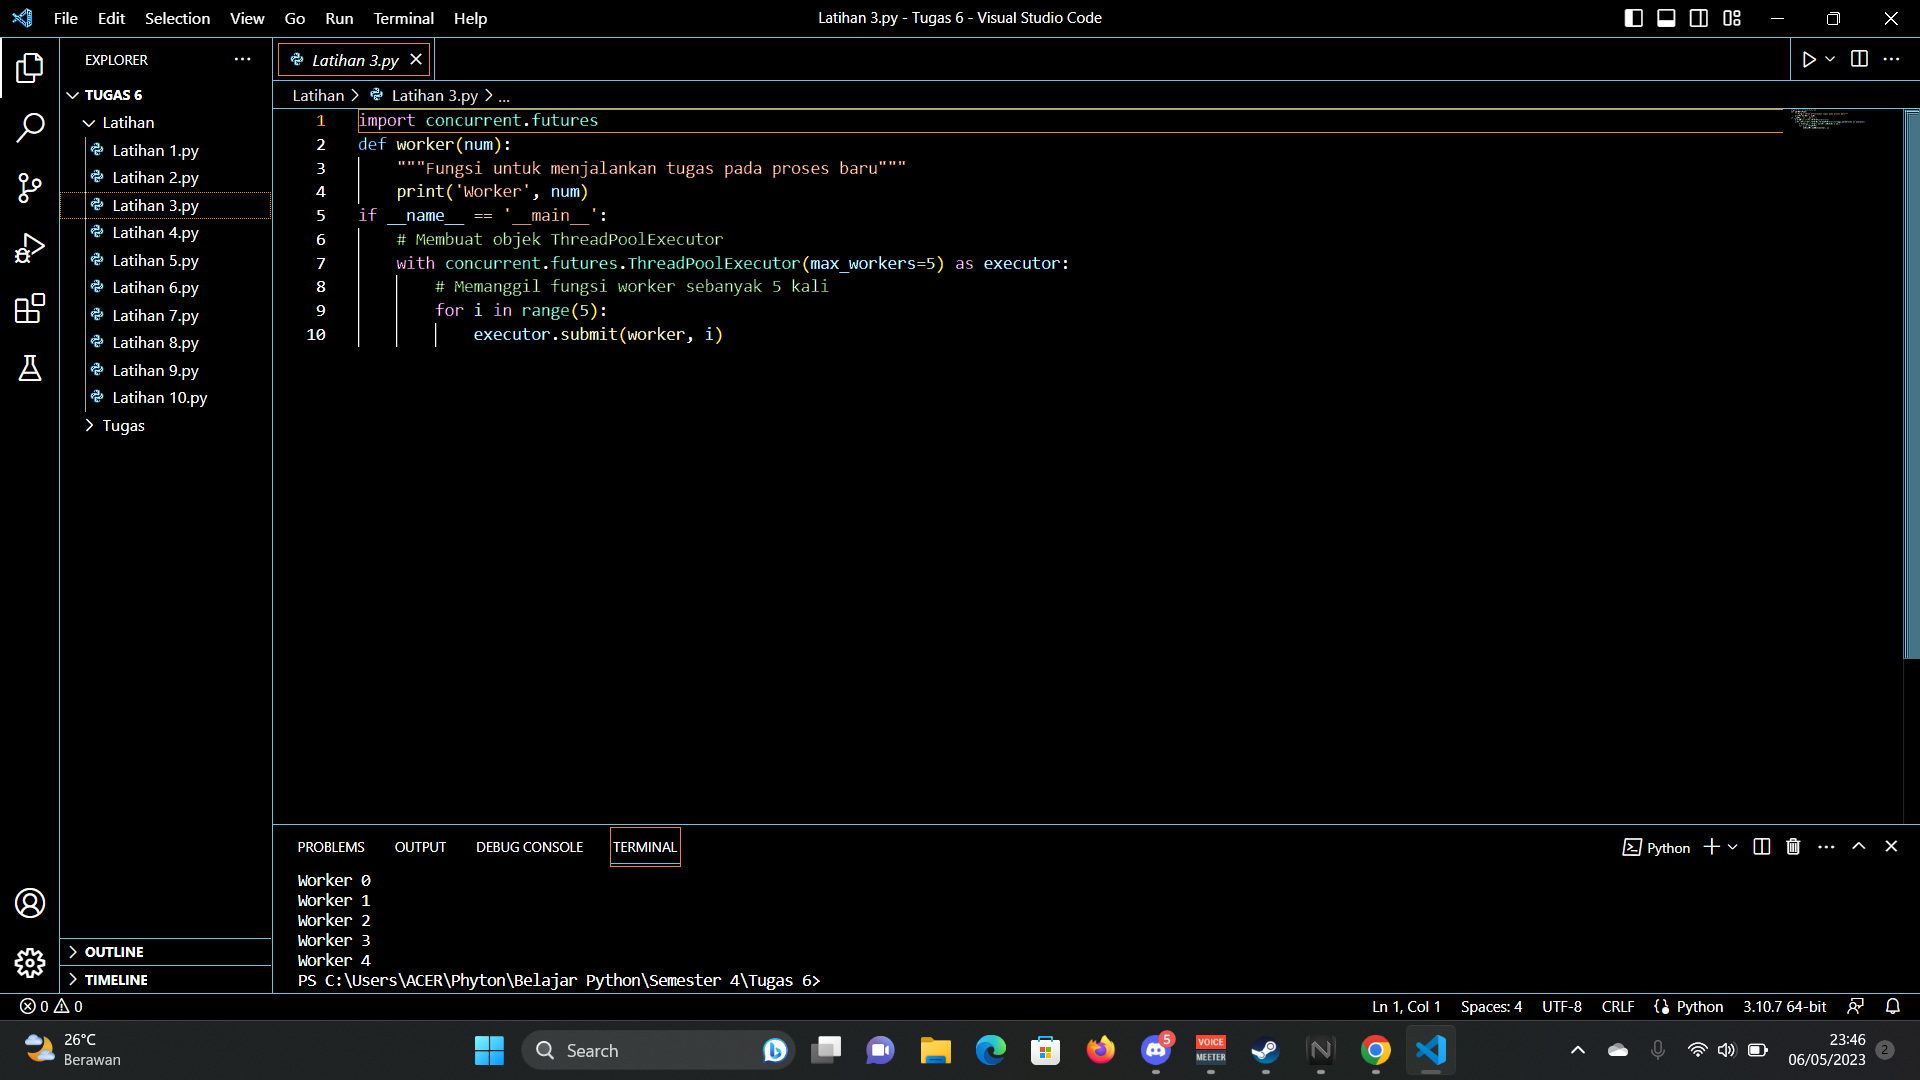 File Edit Selection View Go Run Terminal Help
Latihan 3.py - Tugas 6 - Visual Studio Code
EXPLORER
TUGAS 6
Latihan
Latihan 1.py
Latihan 2.py
Latihan 3.py
Latihan 4.py
Latihan 5.py
Latihan 6.py
Latihan 7.py
Latihan 8.py
Latihan 9.py
Latihan 10.py
Tugas
OUTLINE
TIMELINE
Latihan 3.py
Latihan > Latihan 3.py > ...
1 import concurrent.futures
2 def worker(num):
3     """Fungsi untuk menjalankan tugas pada proses baru"""
4     print('Worker', num)
5 if __name__ == '__main__':
6     # Membuat objek ThreadPoolExecutor
7     with concurrent.futures.ThreadPoolExecutor(max_workers=5) as executor:
8         # Memanggil fungsi worker sebanyak 5 kali
9         for i in range(5):
10             executor.submit(worker, i)
PROBLEMS OUTPUT DEBUG CONSOLE TERMINAL
Python
Worker 0
Worker 1
Worker 2
Worker 3
Worker 4
PS C:\Users\ACER\Phyton\Belajar Python\Semester 4\Tugas 6>
0 0
Ln 1, Col 1 Spaces: 4 UTF-8 CRLF Python 3.10.7 64-bit
26°C
Berawan
Search
5
VOICE
MEETER
23:46
06/05/2023
2